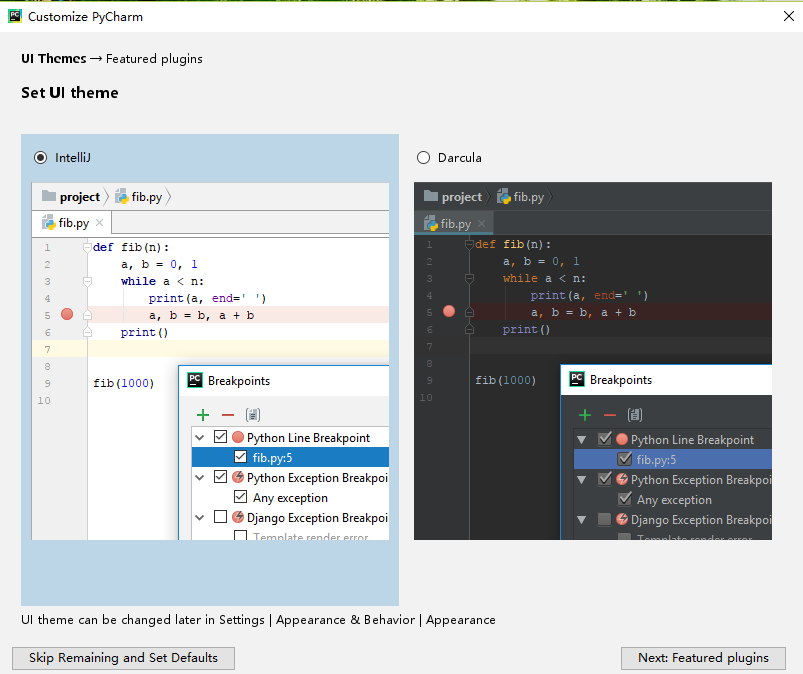 PC Customize PyCharm
UI Themes → Featured plugins
Set UI theme
IntelliJ
project fib.py
fib.py
1 def fib(n):
2 a, b = 0, 1
3 while a < n:
4 print(a, end=' ')
5 a, b = b, a + b
6 print()
7
8
9 fib(1000)
10
PC Breakpoints
Python Line Breakpoint
fib.py:5
Python Exception Breakpoi
Any exception
Django Exception Breakpoi
Template render error
Darcula
project fib.py
fib.py
1 def fib(n):
2 a, b = 0, 1
3 while a < n:
4 print(a, end=' ')
5 a, b = b, a + b
6 print()
7
8
9 fib(1000)
10
PC Breakpoints
Python Line Breakpoint
fib.py:5
Python Exception Breakpoi
Any exception
Django Exception Breakpoi
Template render error
UI theme can be changed later in Settings | Appearance & Behavior | Appearance
Skip Remaining and Set Defaults
Next: Featured plugins